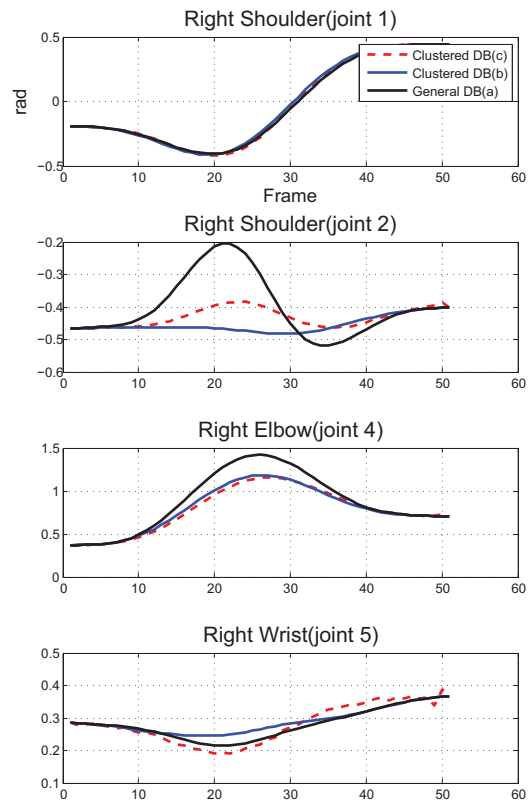 Right Shoulder(joint 1)
0.5
0
−0.5
rad
Clustered DB(c)
Clustered DB(b)
General DB(a)
0 10 20 30 40 50 60
Frame
Right Shoulder(joint 2)
−0.2
−0.3
−0.4
−0.5
−0.6
0 10 20 30 40 50 60
Right Elbow(joint 4)
1.5
1
0.5
0
0 10 20 30 40 50 60
Right Wrist(joint 5)
0.5
0.4
0.3
0.2
0.1
0 10 20 30 40 50 60